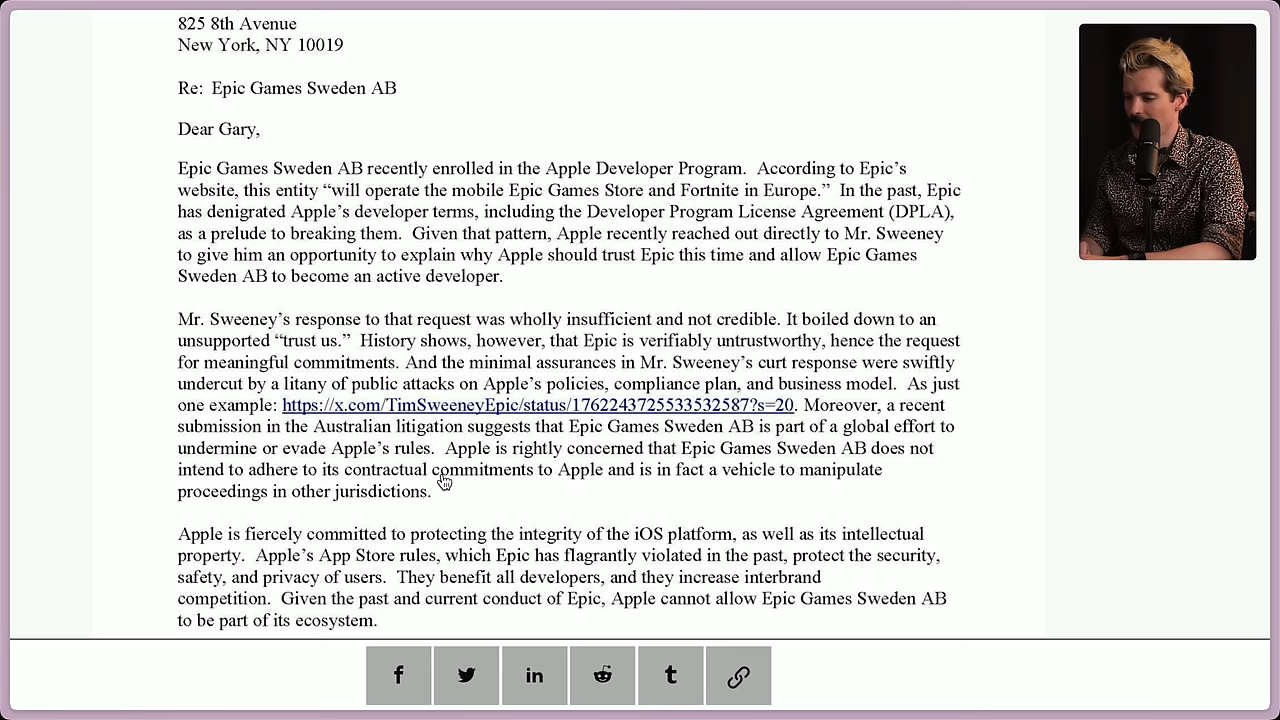 825 8th Avenue
New York, NY 10019
Re: Epic Games Sweden AB
Dear Gary,
Epic Games Sweden AB recently enrolled in the Apple Developer Program. According to Epic’s
website, this entity “will operate the mobile Epic Games Store and Fortnite in Europe.” In the past, Epic
has denigrated Apple’s developer terms, including the Developer Program License Agreement (DPLA),
as a prelude to breaking them. Given that pattern, Apple recently reached out directly to Mr. Sweeney
to give him an opportunity to explain why Apple should trust Epic this time and allow Epic Games
Sweden AB to become an active developer.
Mr. Sweeney’s response to that request was wholly insufficient and not credible. It boiled down to an
unsupported “trust us.” History shows, however, that Epic is verifiably untrustworthy, hence the request
for meaningful commitments. And the minimal assurances in Mr. Sweeney’s curt response were swiftly
undercut by a litany of public attacks on Apple’s policies, compliance plan, and business model. As just
one example: https://x.com/TimSweeneyEpic/status/1762243725533532587?s=20. Moreover, a recent
submission in the Australian litigation suggests that Epic Games Sweden AB is part of a global effort to
undermine or evade Apple’s rules. Apple is rightly concerned that Epic Games Sweden AB does not
intend to adhere to its contractual commitments to Apple and is in fact a vehicle to manipulate
proceedings in other jurisdictions.
Apple is fiercely committed to protecting the integrity of the iOS platform, as well as its intellectual
property. Apple’s App Store rules, which Epic has flagrantly violated in the past, protect the security,
safety, and privacy of users. They benefit all developers, and they increase interbrand
competition. Given the past and current conduct of Epic, Apple cannot allow Epic Games Sweden AB
to be part of its ecosystem.